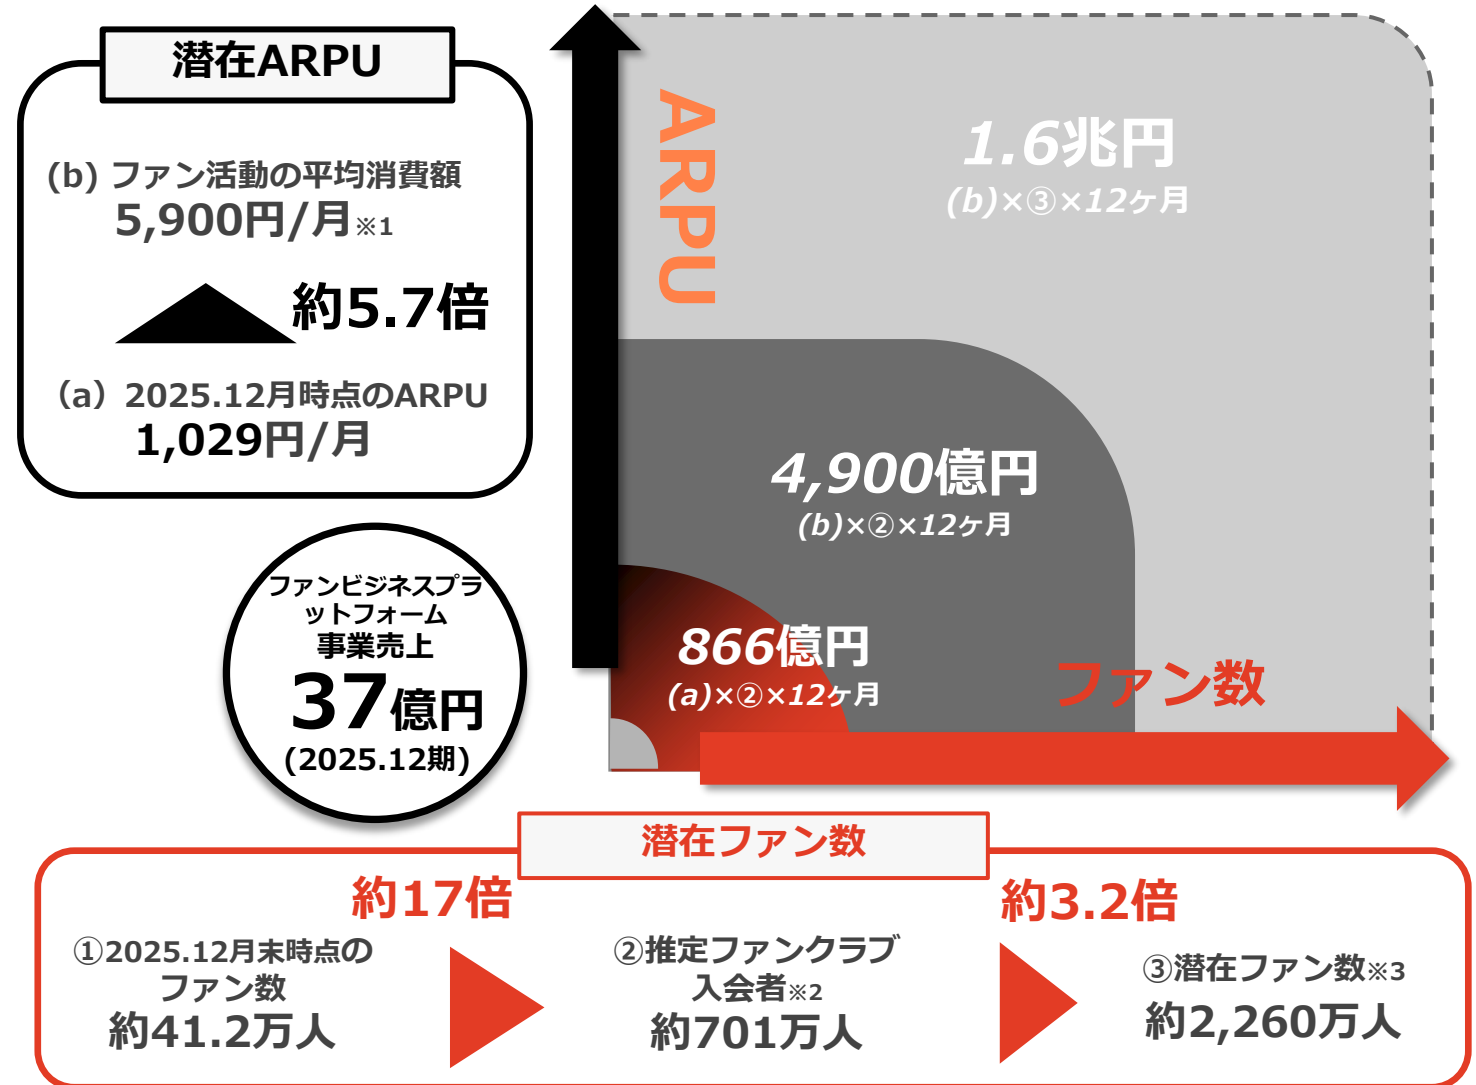 潜在ARPU
(b) ファン活動の平均消費額
5,900円/月※1
約5.7倍
（a）2025.12月時点のARPU
1,029円/月
ARPU
1.6兆円
(b)×③×12ヶ月
4,900億円
(b)×②×12ヶ月
866億円
(a)×②×12ヶ月
ファン数
ファンビジネスプラ
ットフォーム
事業売上
37億円
(2025.12期)
潜在ファン数
約17倍
約3.2倍
①2025.12月末時点の
ファン数
約41.2万人
②推定ファンクラブ
入会者※2
約701万人
③潜在ファン数※3
約2,260万人